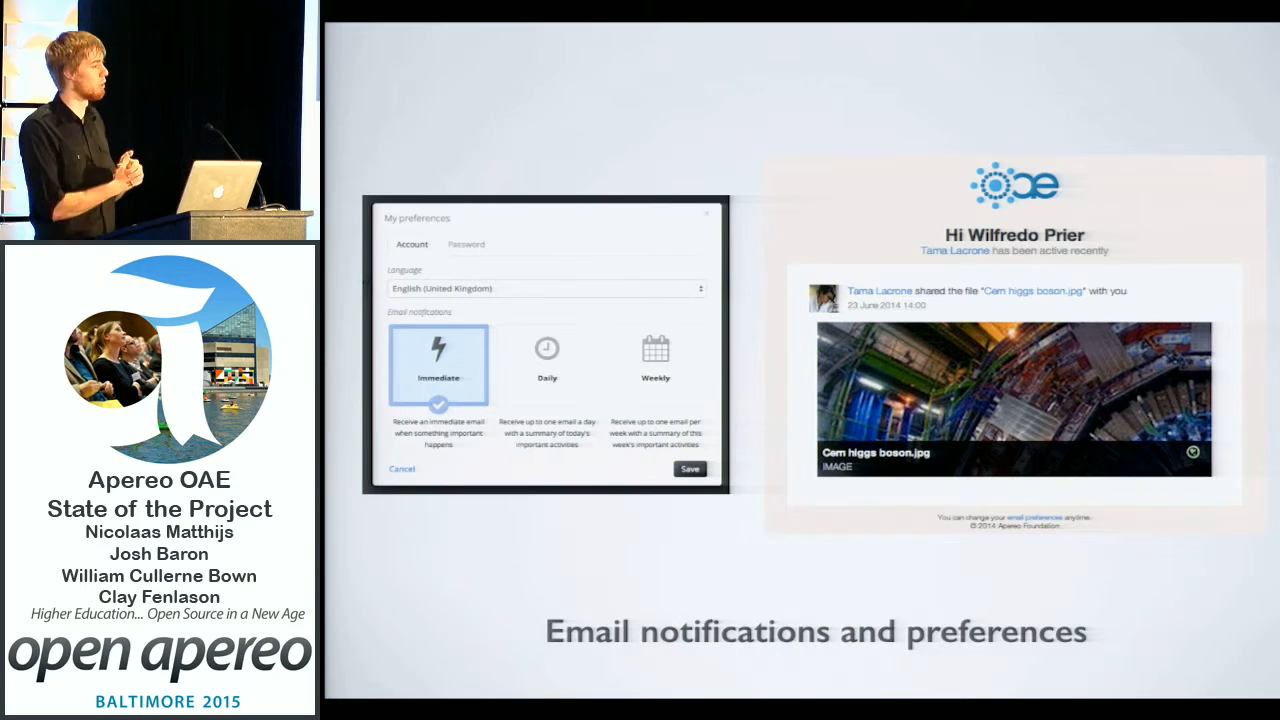 Apereo OAE
State of the Project
Nicolaas Matthijs
Josh Baron
William Cullerne Bown
Clay Fenlason
Higher Education... Open Source in a New Age
open apereo
BALTIMORE 2015
My preferences
×
Account
Password
Language
English (United Kingdom)
Email notifications
Immediate
Daily
Weekly
Receive an immediate email
when something important
happens
Receive up to one email a day
with a summary of today's
important activities
Receive up to one email per
week with a summary of this
week's important activities
Cancel
Save
oae
Hi Wilfredo Prier
Tama Lacrone has been active recently
Tama Lacrone shared the file "Cern higgs boson.jpg" with you
23 June 2014 14:00
Cern higgs boson.jpg
IMAGE
You can change your email preferences anytime.
© 2014 Apereo Foundation
Email notifications and preferences